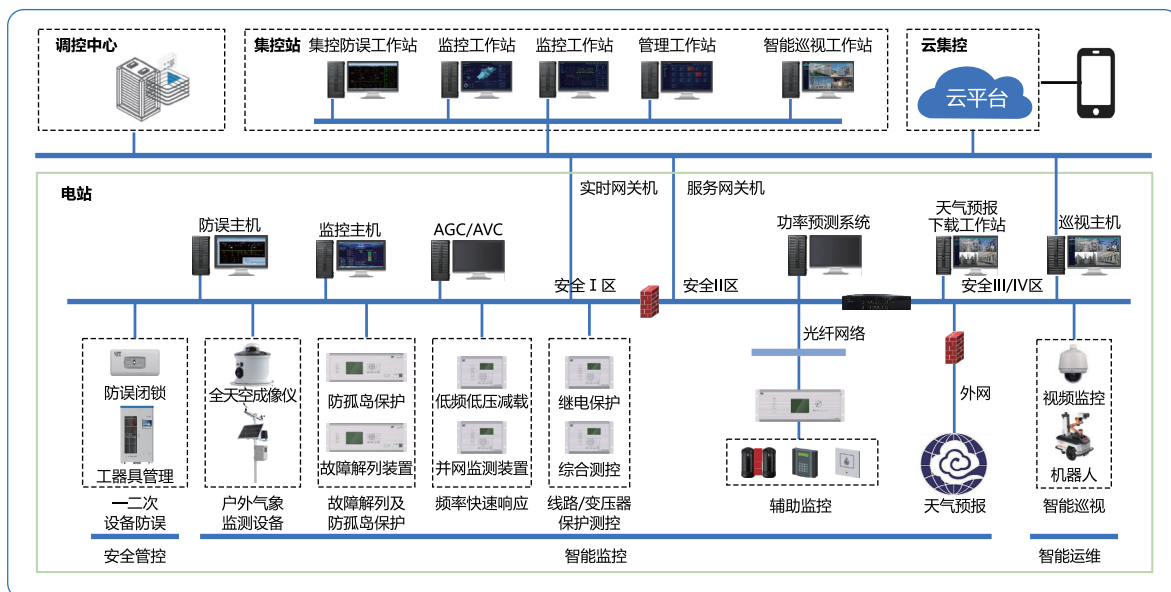 调控中心
集控站
集控防误工作站
监控工作站
监控工作站
管理工作站
智能巡视工作站
云集控
云平台
电站
实时网关机
服务网关机
防误主机
监控主机
AGC/AVC
功率预测系统
天气预报
下载工作站
巡视主机
安全 I 区
安全II区
安全III/IV区
光纤网络
外网
防误闭锁
工器具管理
一二次
设备防误
全天空成像仪
户外气象
监测设备
防孤岛保护
故障解列装置
故障解列及
防孤岛保护
低频低压减载
并网监测装置
频率快速响应
继电保护
综合测控
线路/变压器
保护测控
辅助监控
天气预报
视频监控
机器人
智能巡视
安全管控
智能监控
智能运维